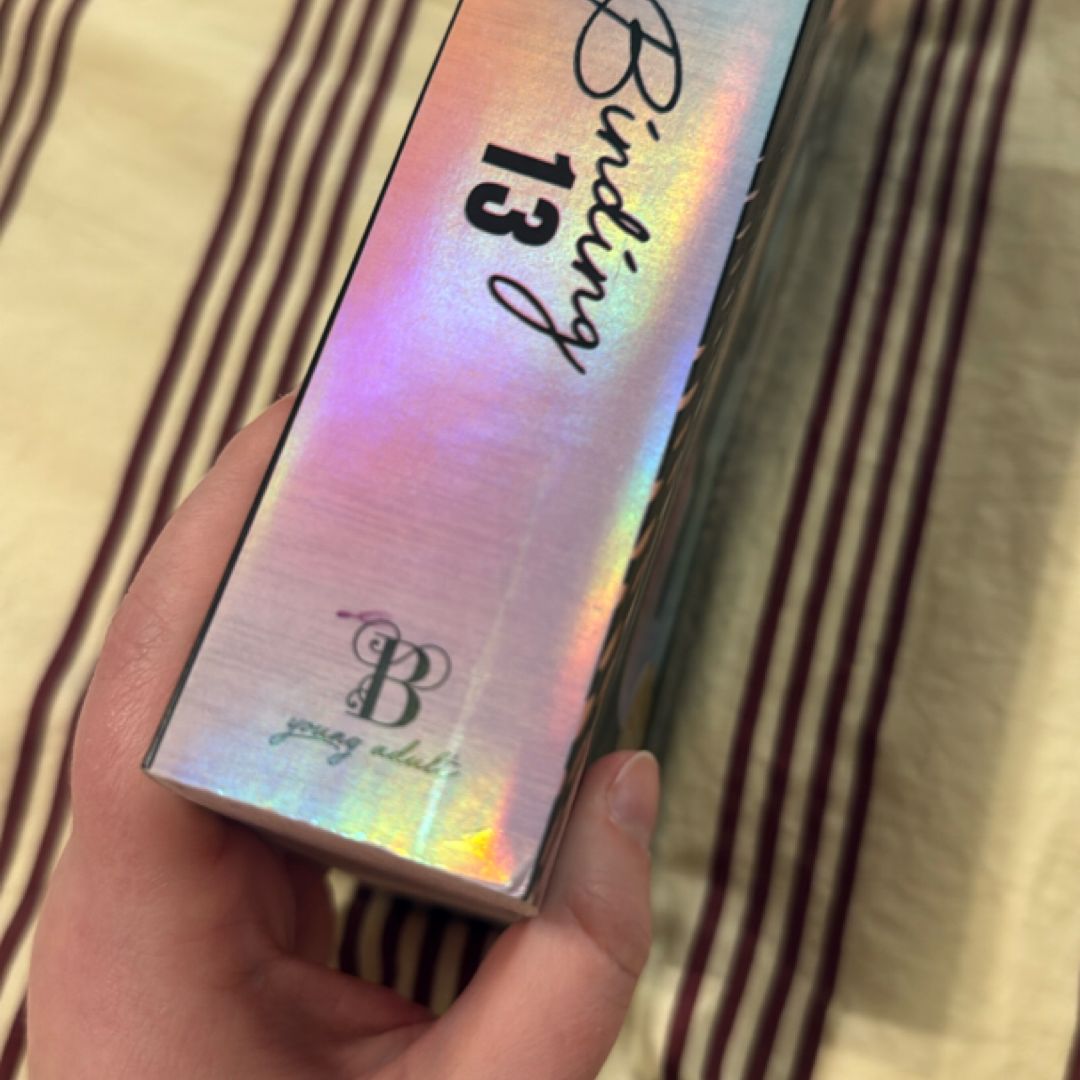 Binding
13
B
young adult